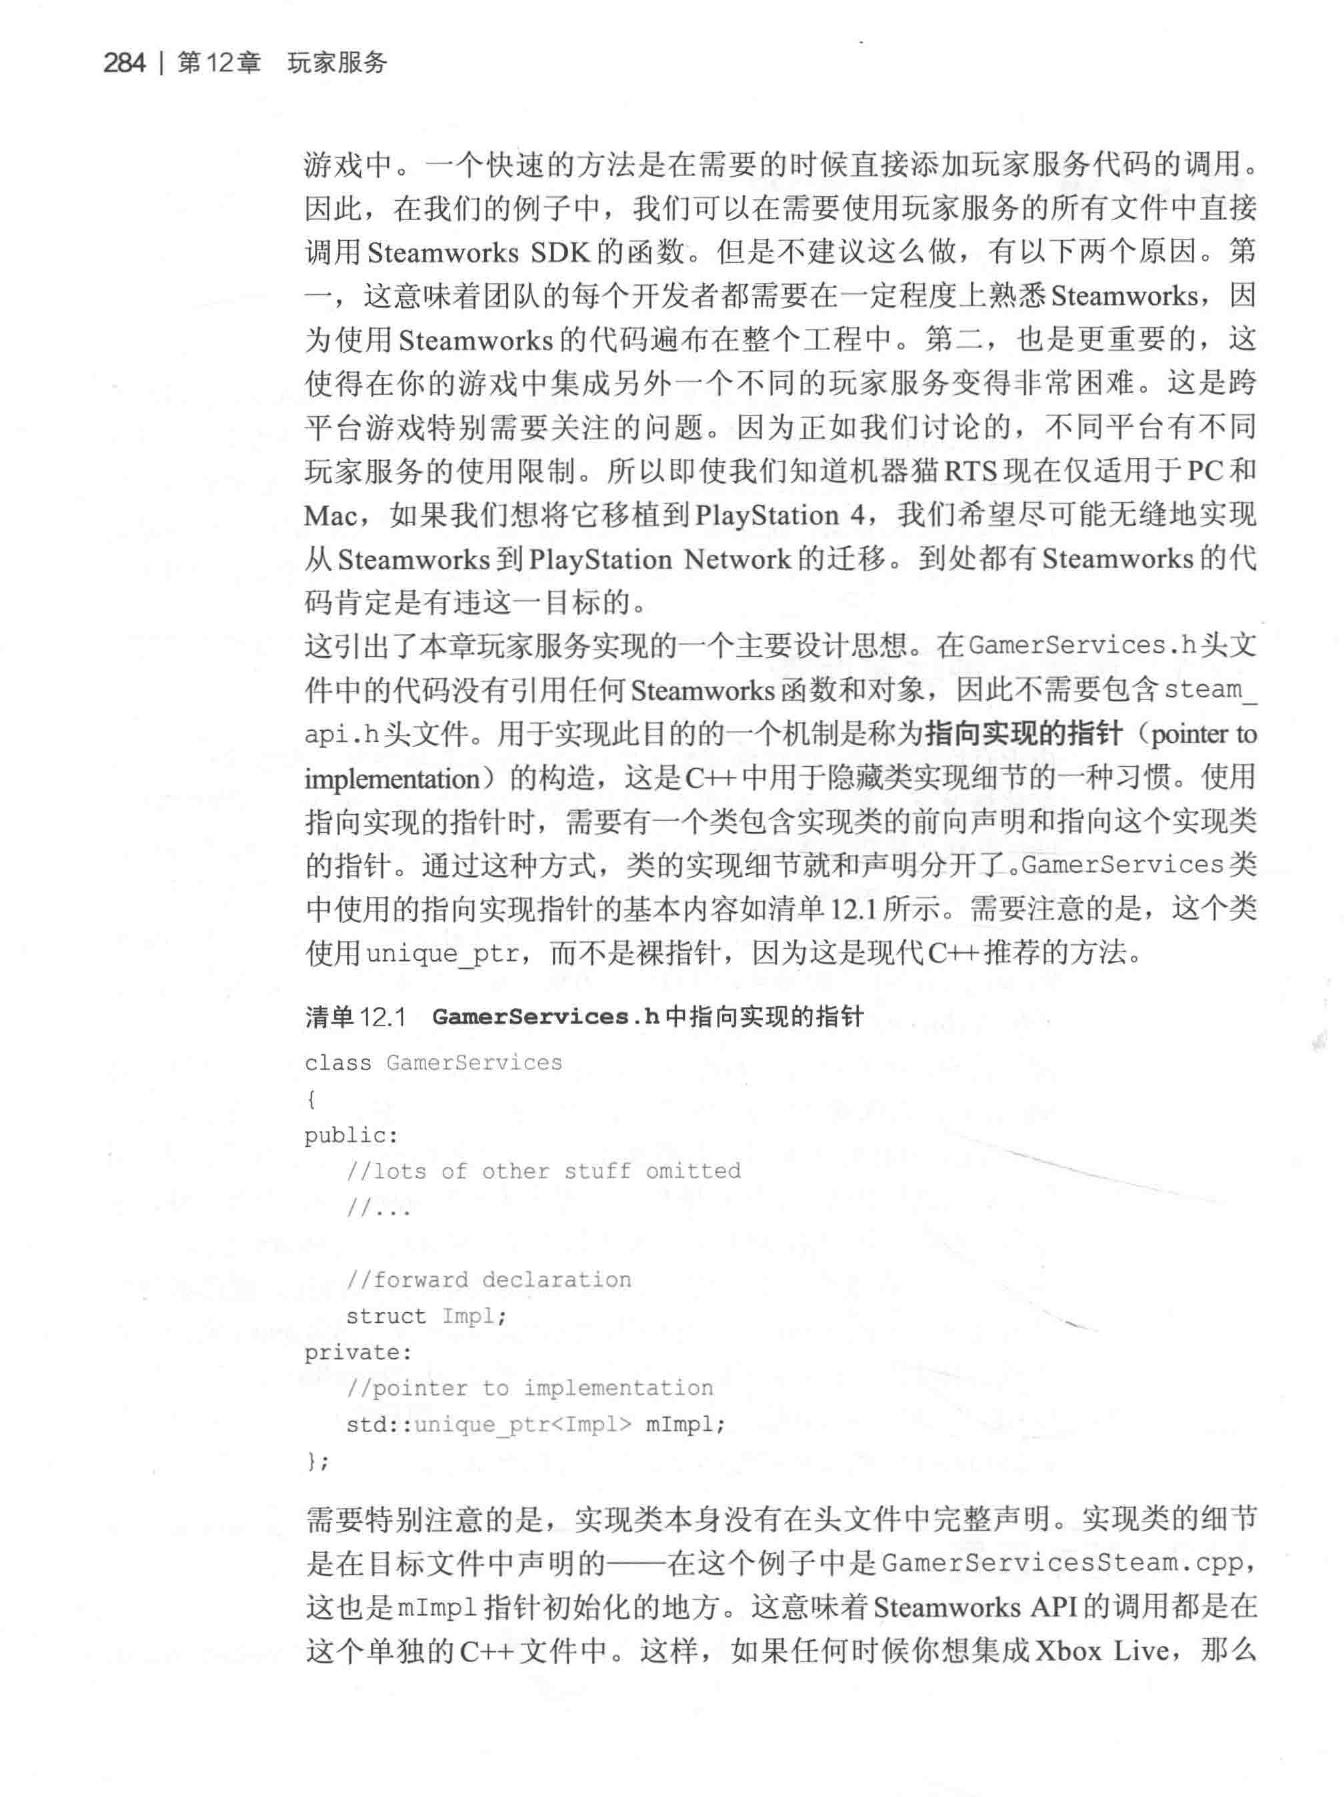 284 | 第12章　玩家服务
游戏中。一个快速的方法是在需要的时候直接添加玩家服务代码的调用。
因此，在我们的例子中，我们可以在需要使用玩家服务的所有文件中直接
调用Steamworks SDK的函数。但是不建议这么做，有以下两个原因。第
一，这意味着团队的每个开发者都需要在一定程度上熟悉Steamworks，因
为使用Steamworks的代码遍布在整个工程中。第二，也是更重要的，这
使得在你的游戏中集成另外一个不同的玩家服务变得非常困难。这是跨
平台游戏特别需要关注的问题。因为正如我们讨论的，不同平台有不同
玩家服务的使用限制。所以即使我们知道机器猫RTS现在仅适用于PC和
Mac，如果我们想将它移植到PlayStation 4，我们希望尽可能无缝地实现
从Steamworks到PlayStation Network的迁移。到处都有Steamworks的代
码肯定是有违这一目标的。
这引出了本章玩家服务实现的一个主要设计思想。在GamerServices.h头文
件中的代码没有引用任何Steamworks函数和对象，因此不需要包含steam_
api.h头文件。用于实现此目的的一个机制是称为指向实现的指针（pointer to
implementation）的构造，这是C++中用于隐藏类实现细节的一种习惯。使用
指向实现的指针时，需要有一个类包含实现类的前向声明和指向这个实现类
的指针。通过这种方式，类的实现细节就和声明分开了。GamerServices类
中使用的指向实现指针的基本内容如清单12.1所示。需要注意的是，这个类
使用unique_ptr，而不是裸指针，因为这是现代C++推荐的方法。
清单12.1　GamerServices.h中指向实现的指针
class GamerServices
{
public:
//lots of other stuff omitted
//...
//forward declaration
struct Impl;
private:
//pointer to implementation
std::unique_ptr<Impl> mImpl;
};
需要特别注意的是，实现类本身没有在头文件中完整声明。实现类的细节
是在目标文件中声明的——在这个例子中是GamerServicesSteam.cpp，
这也是mImpl指针初始化的地方。这意味着Steamworks API的调用都是在
这个单独的C++文件中。这样，如果任何时候你想集成Xbox Live，那么